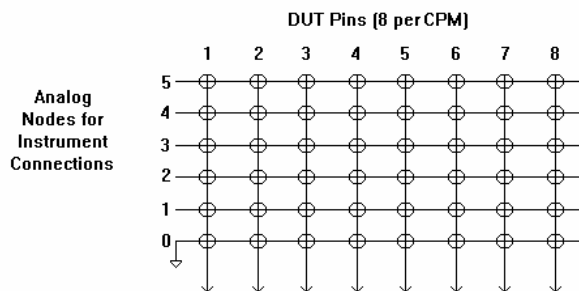 DUT Pins (8 per CPM)
1 2 3 4 5 6 7 8
Analog
Nodes for
Instrument
Connections
5
4
3
2
1
0